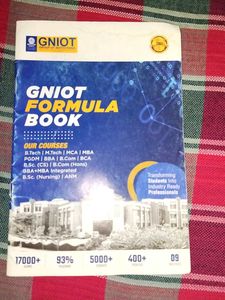 GNIOT
GNIOT
FORMULA
BOOK
OUR COURSES
B.Tech | M.Tech | MCA | MBA
PGDM | BBA | B.Com | BCA
B.Sc. (CS) | B.Com (Hons)
BBA+MBA Integrated
B.Sc. (Nursing) | ANM
Transforming
Students Into
Industry Ready
Professionals
17000+ 93% 5000+ 400+ 09